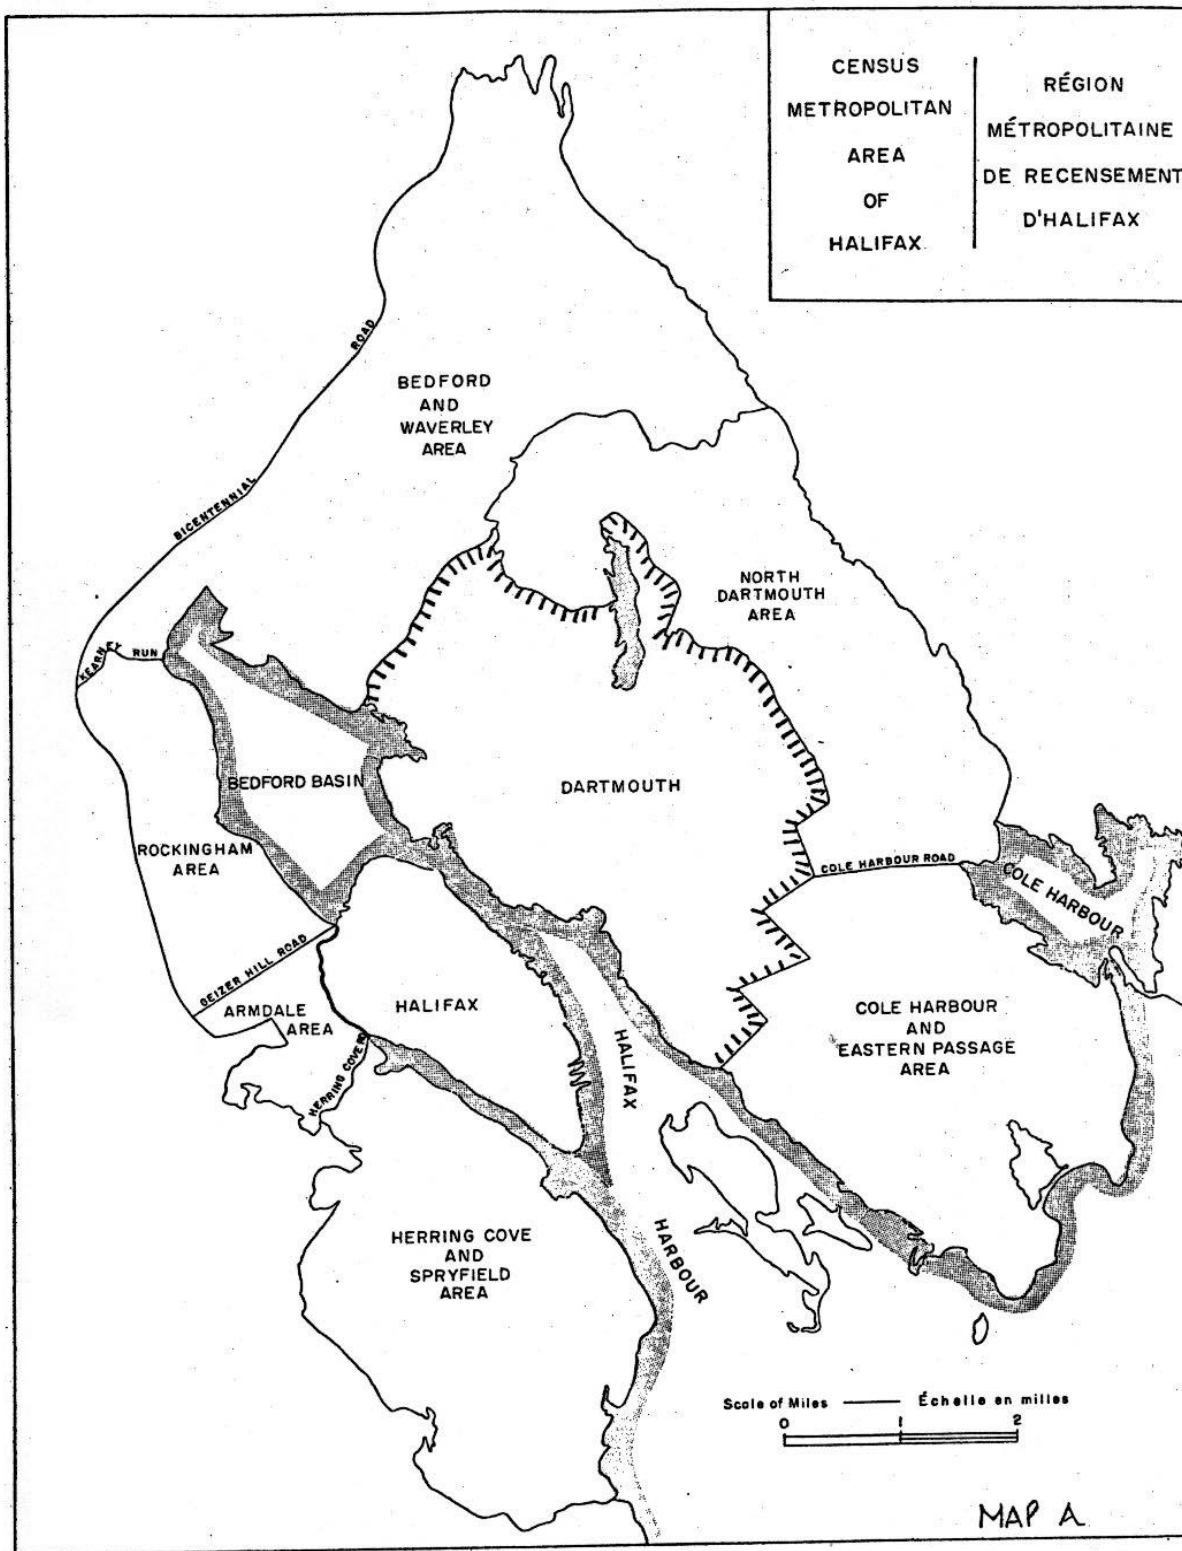 CENSUS
METROPOLITAN
AREA
OF
HALIFAX
RÉGION
MÉTROPOLITAINE
DE RECENSEMENT
D'HALIFAX
BICENTENNIAL ROAD
BEDFORD
AND
WAVERLEY
AREA
NORTH
DARTMOUTH
AREA
KEARNEY RUN
BEDFORD BASIN
DARTMOUTH
ROCKINGHAM
AREA
COLE HARBOUR ROAD
COLE HARBOUR
GEIZER HILL ROAD
ARMDALE
AREA
HALIFAX
HALIFAX HARBOUR
COLE HARBOUR
AND
EASTERN PASSAGE
AREA
HERRING COVE RD
HERRING COVE
AND
SPRYFIELD
AREA
Scale of Miles Échelle en milles
0 1 2
MAP A